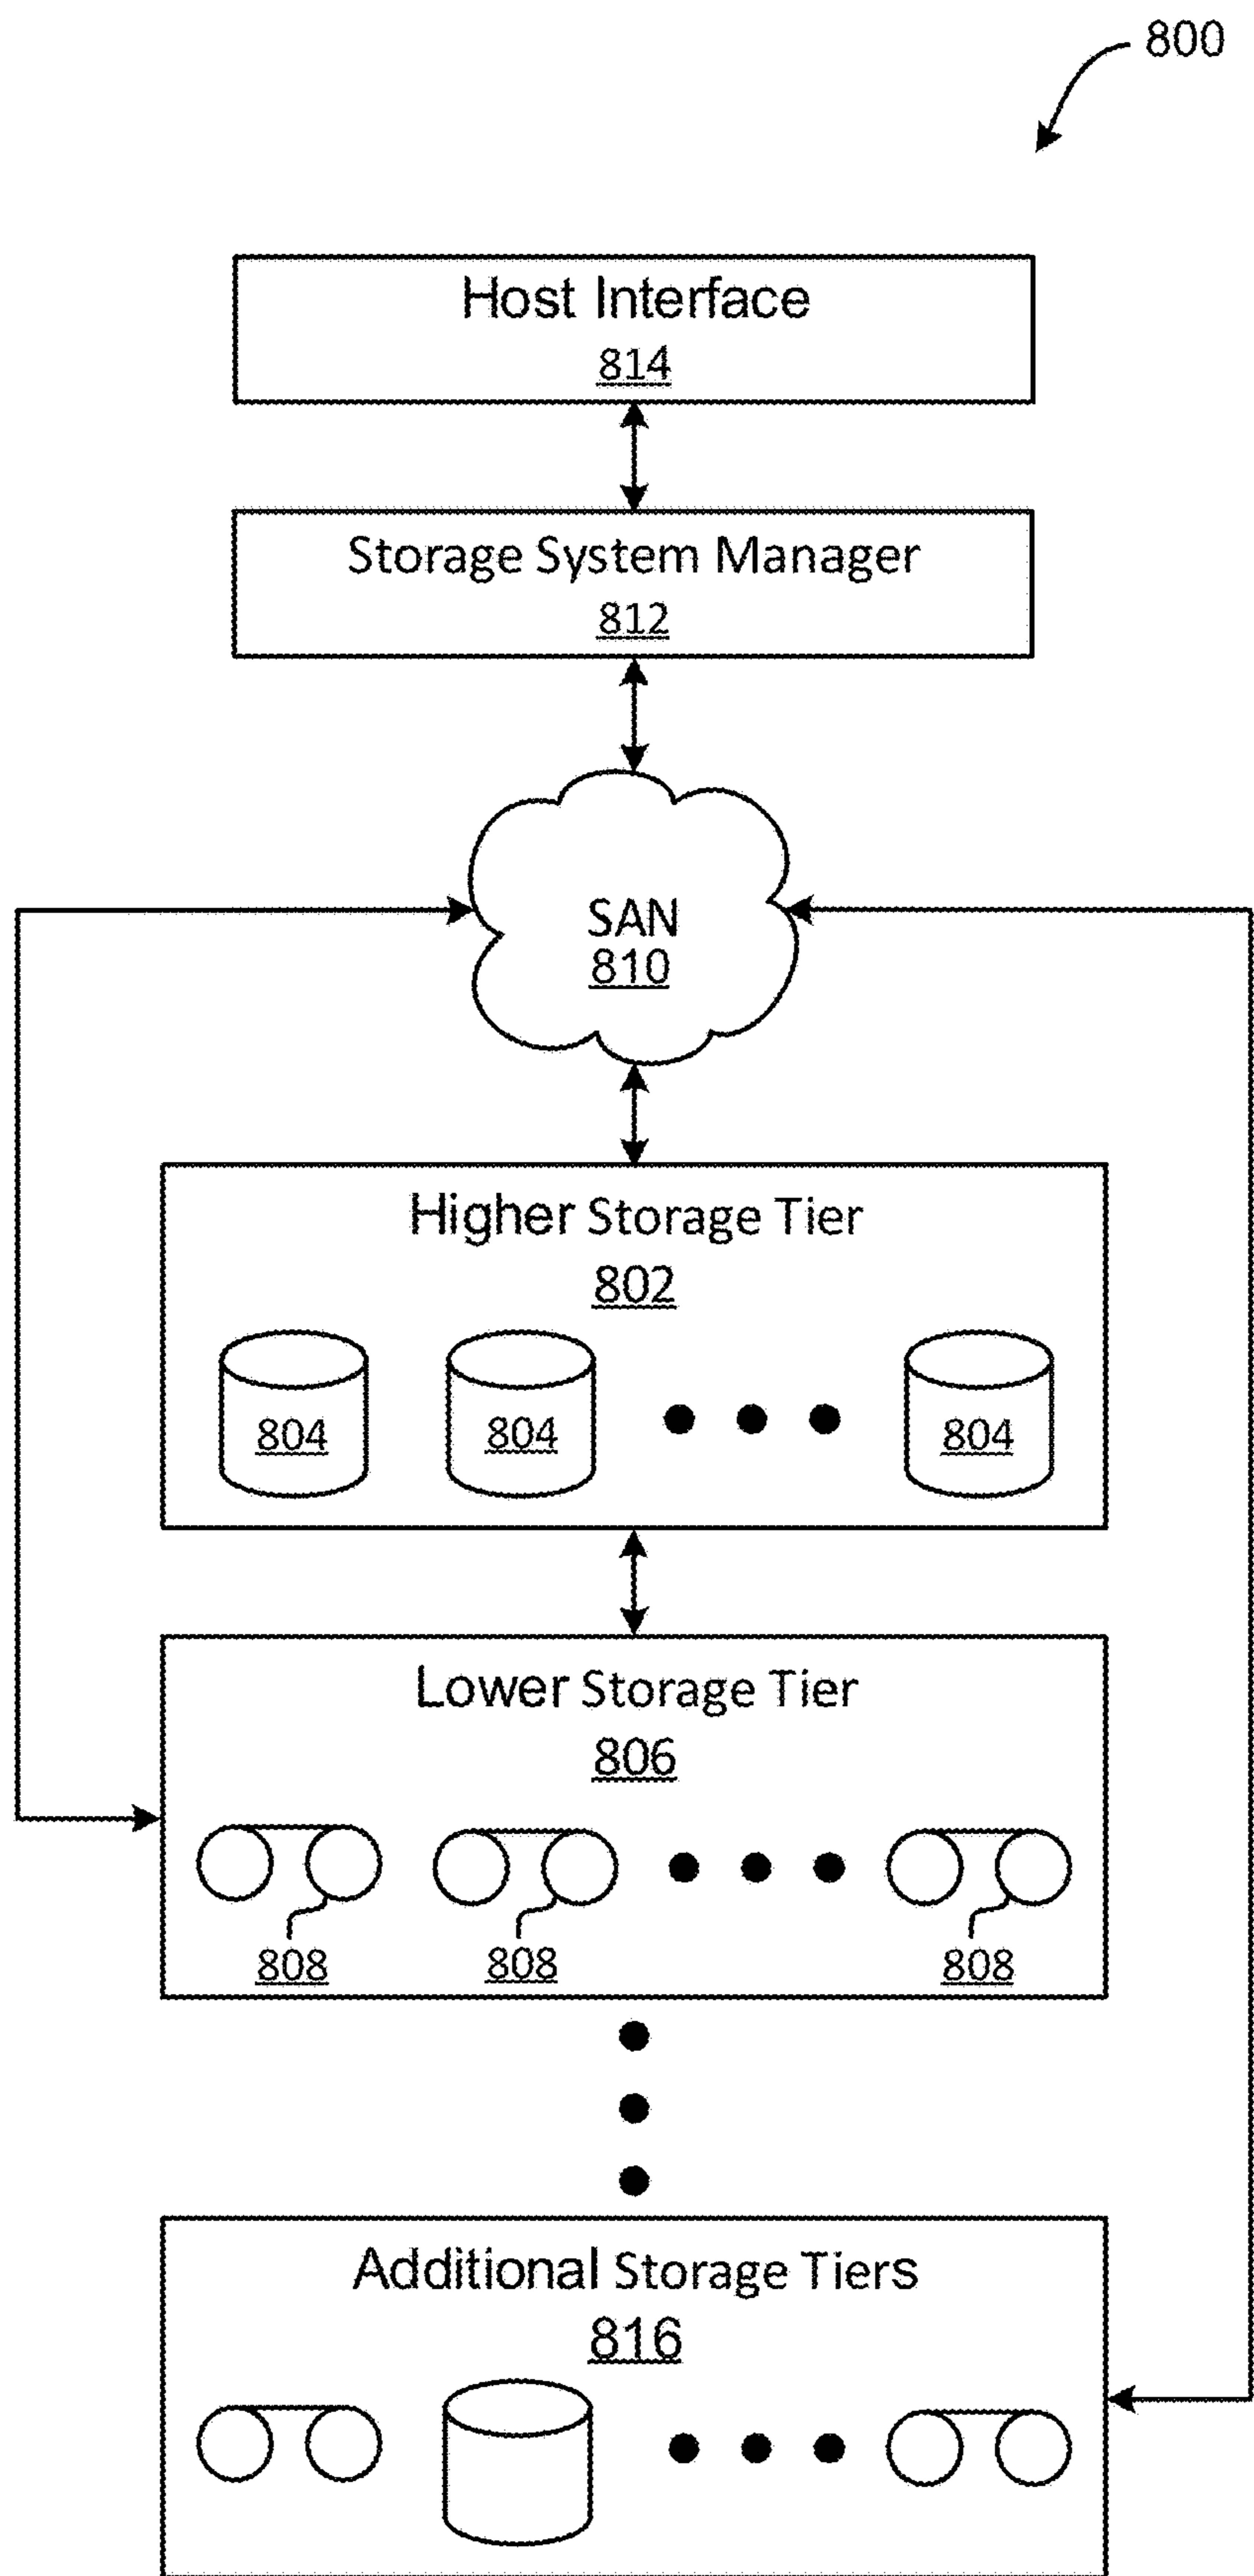 800
Host Interface
814
Storage System Manager
812
SAN
810
Higher Storage Tier
802
804 804 804
Lower Storage Tier
806
808 808 808
Additional Storage Tiers
816